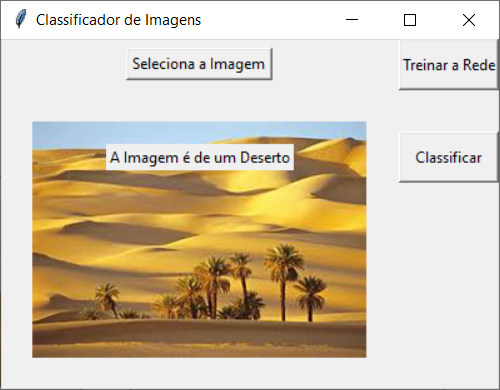 Classificador de Imagens
Seleciona a Imagem
Treinar a Rede
A Imagem é de um Deserto
Classificar